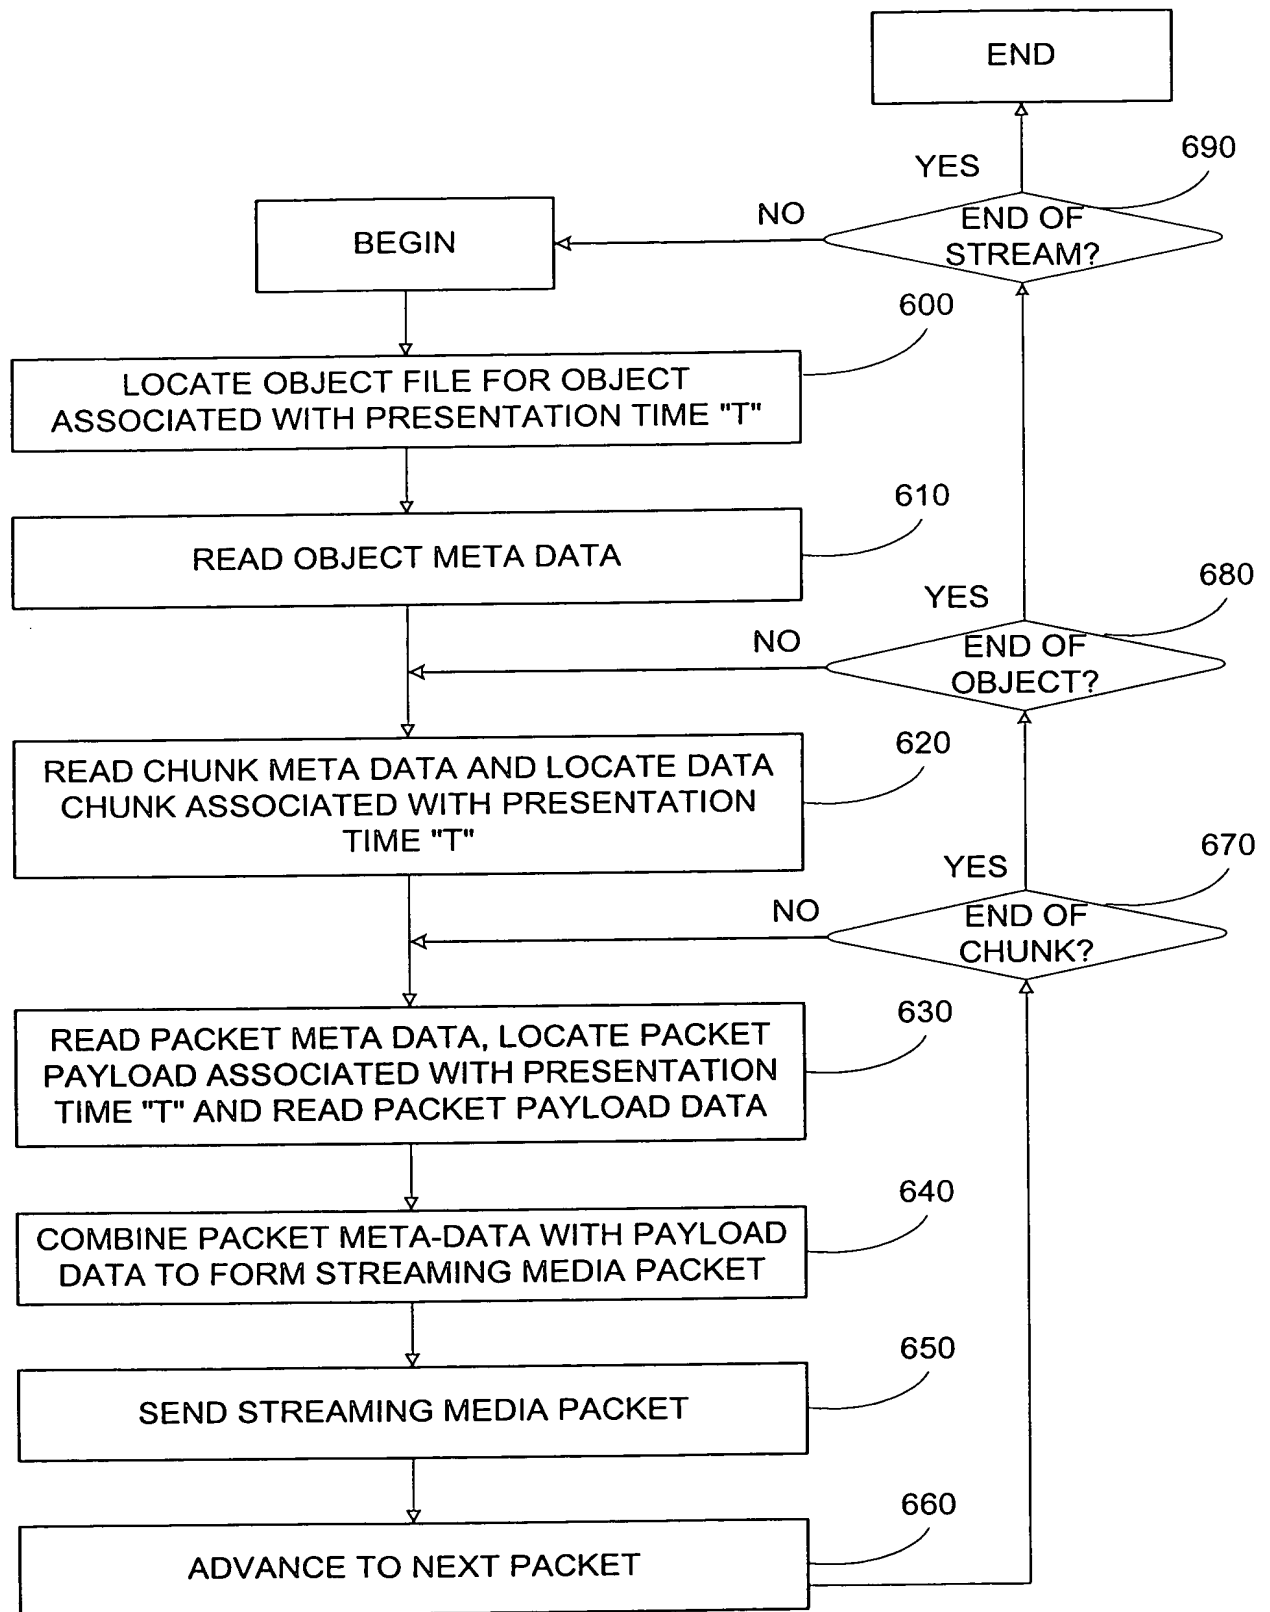 END
YES
690
NO
END OF
STREAM?
BEGIN
600
LOCATE OBJECT FILE FOR OBJECT
ASSOCIATED WITH PRESENTATION TIME "T"
610
READ OBJECT META DATA
YES
680
NO
END OF
OBJECT?
620
READ CHUNK META DATA AND LOCATE DATA
CHUNK ASSOCIATED WITH PRESENTATION
TIME "T"
YES
670
NO
END OF
CHUNK?
630
READ PACKET META DATA, LOCATE PACKET
PAYLOAD ASSOCIATED WITH PRESENTATION
TIME "T" AND READ PACKET PAYLOAD DATA
640
COMBINE PACKET META-DATA WITH PAYLOAD
DATA TO FORM STREAMING MEDIA PACKET
650
SEND STREAMING MEDIA PACKET
660
ADVANCE TO NEXT PACKET